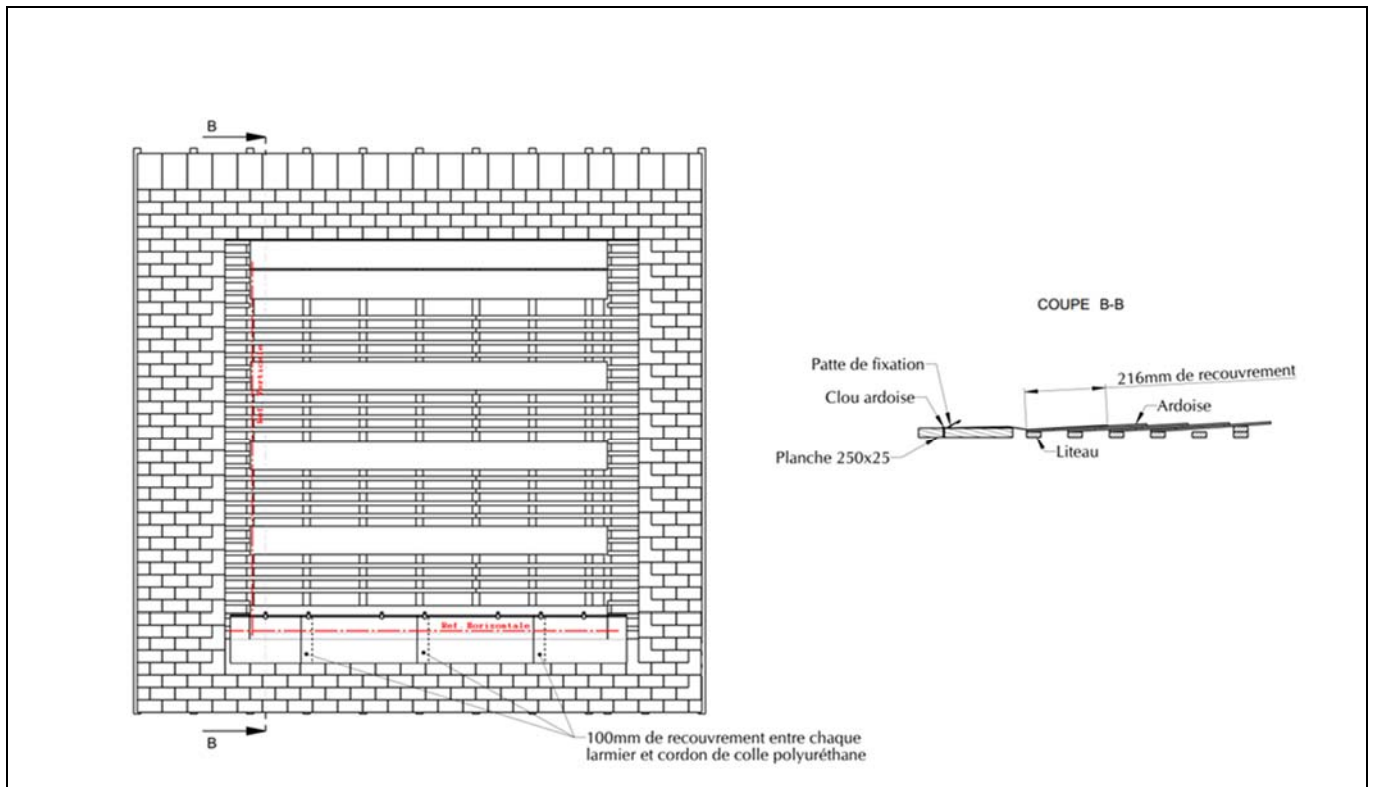 B
Ref. Verticale
Ref. Horizontale
B
100mm de recouvrement entre chaque
larmier et cordon de colle polyuréthane
COUPE B-B
Patte de fixation
216mm de recouvrement
Clou ardoise
Ardoise
Planche 250x25
Liteau